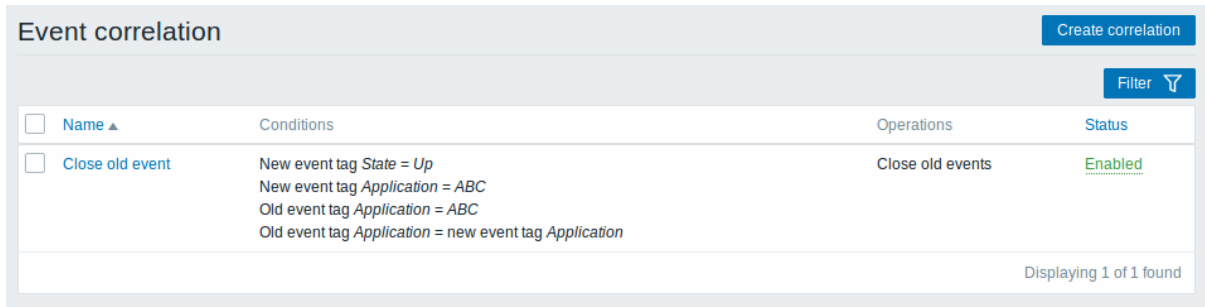 Event correlation
Create correlation
Filter
Name Conditions Operations Status
Close old event New event tag State = Up Close old events Enabled
New event tag Application = ABC
Old event tag Application = ABC
Old event tag Application = new event tag Application
Displaying 1 of 1 found